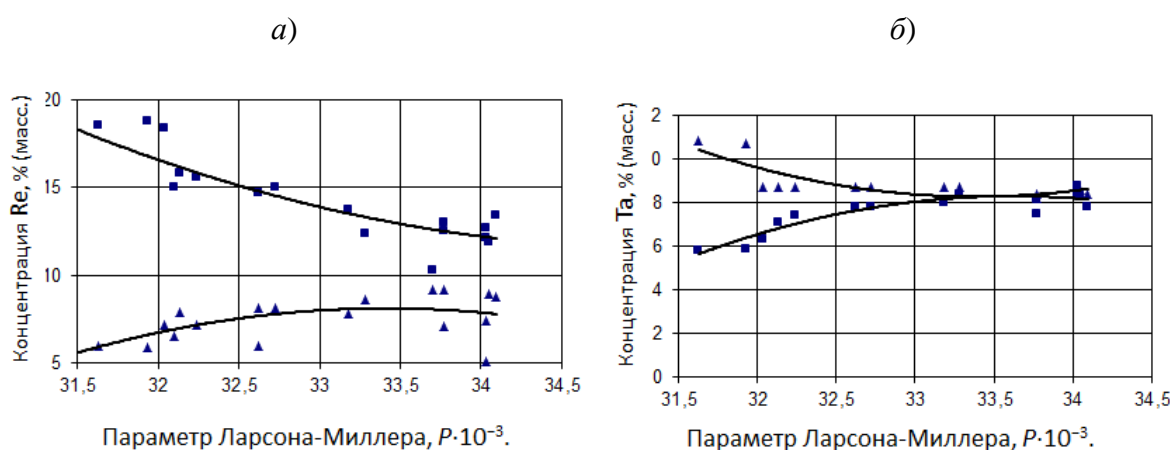 а)
б)
Концентрация Re, % (масс.)
20
15
10
5
31,5 32 32,5 33 33,5 34 34,5
Параметр Ларсона-Миллера, P·10⁻³.
Концентрация Та, % (масс.)
2
0
8
6
4
2
0
31,5 32 32,5 33 33,5 34 34,5
Параметр Ларсона-Миллера, P·10⁻³.